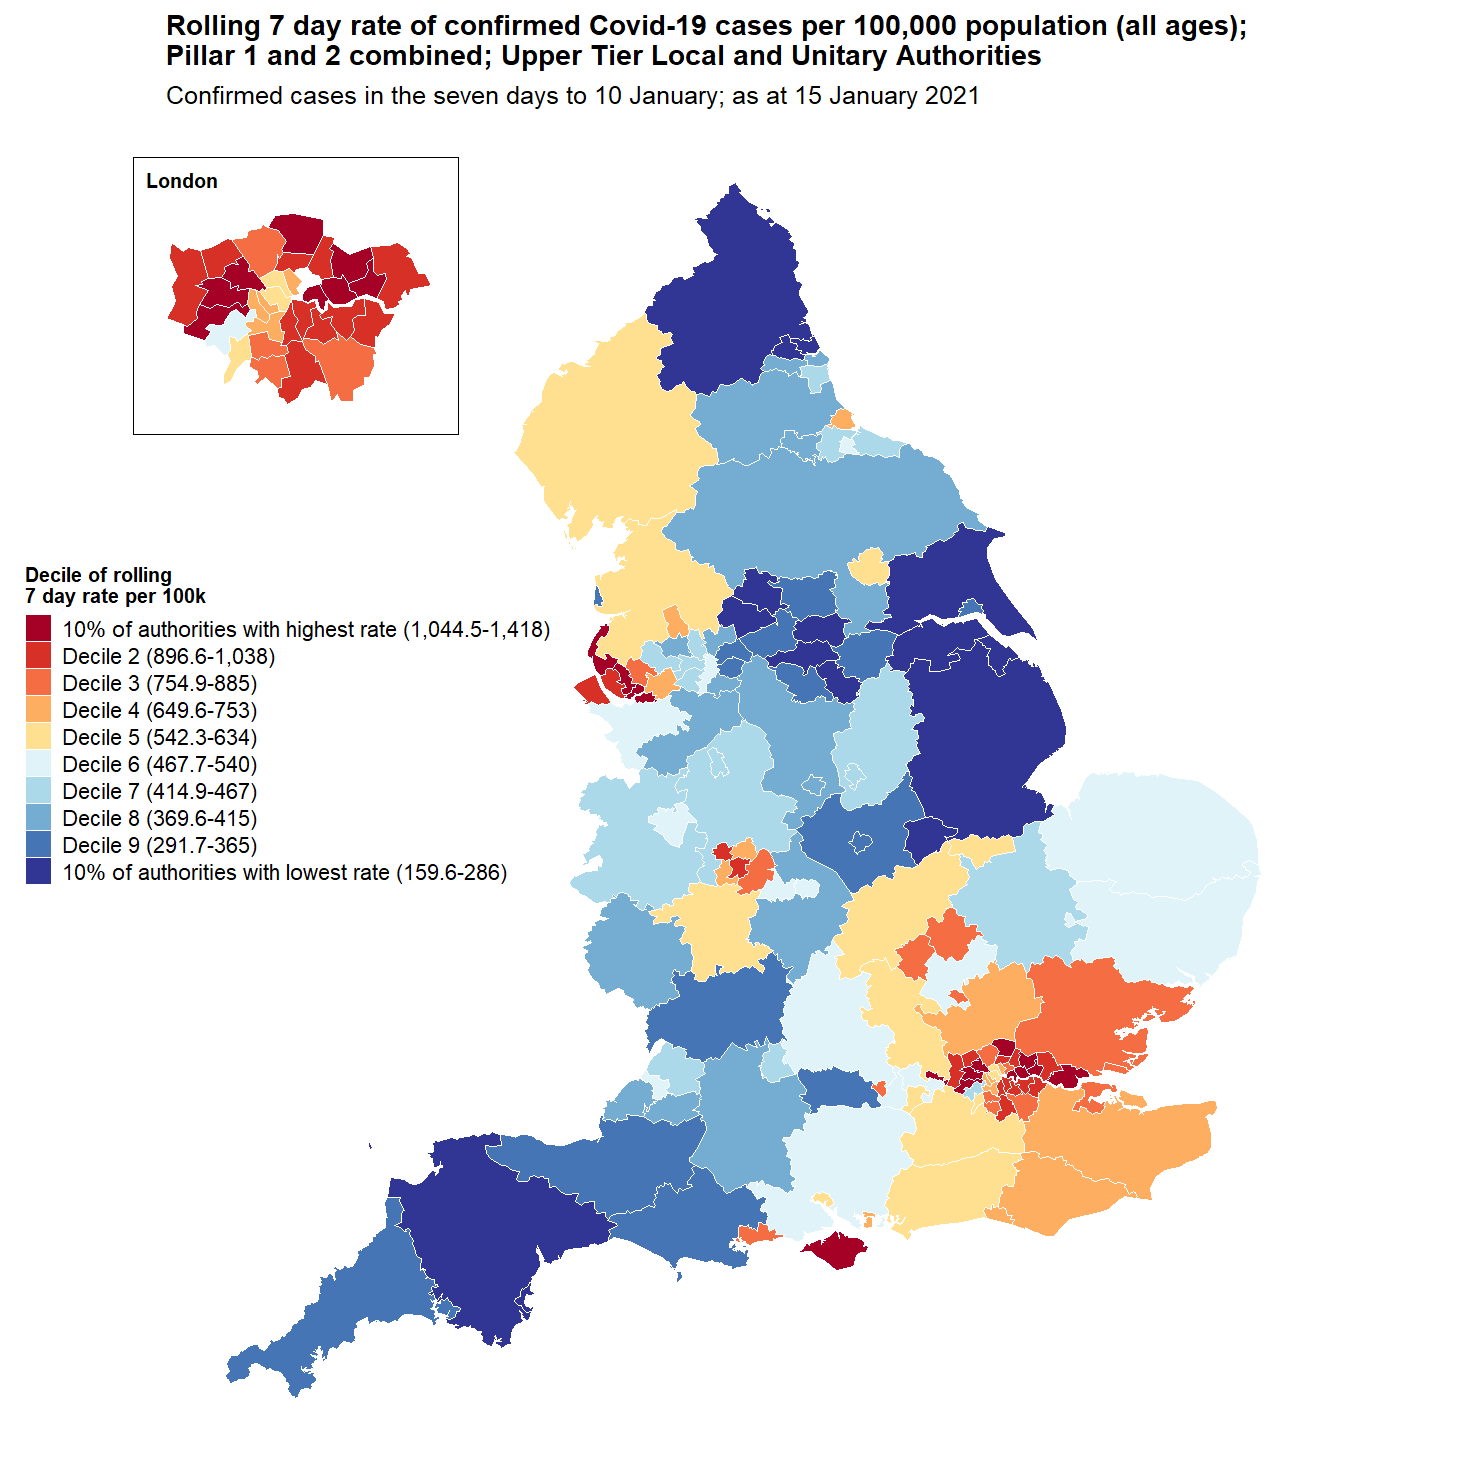 Rolling 7 day rate of confirmed Covid-19 cases per 100,000 population (all ages);
Pillar 1 and 2 combined; Upper Tier Local and Unitary Authorities
Confirmed cases in the seven days to 10 January; as at 15 January 2021
London
Decile of rolling
7 day rate per 100k
10% of authorities with highest rate (1,044.5-1,418)
Decile 2 (896.6-1,038)
Decile 3 (754.9-885)
Decile 4 (649.6-753)
Decile 5 (542.3-634)
Decile 6 (467.7-540)
Decile 7 (414.9-467)
Decile 8 (369.6-415)
Decile 9 (291.7-365)
10% of authorities with lowest rate (159.6-286)